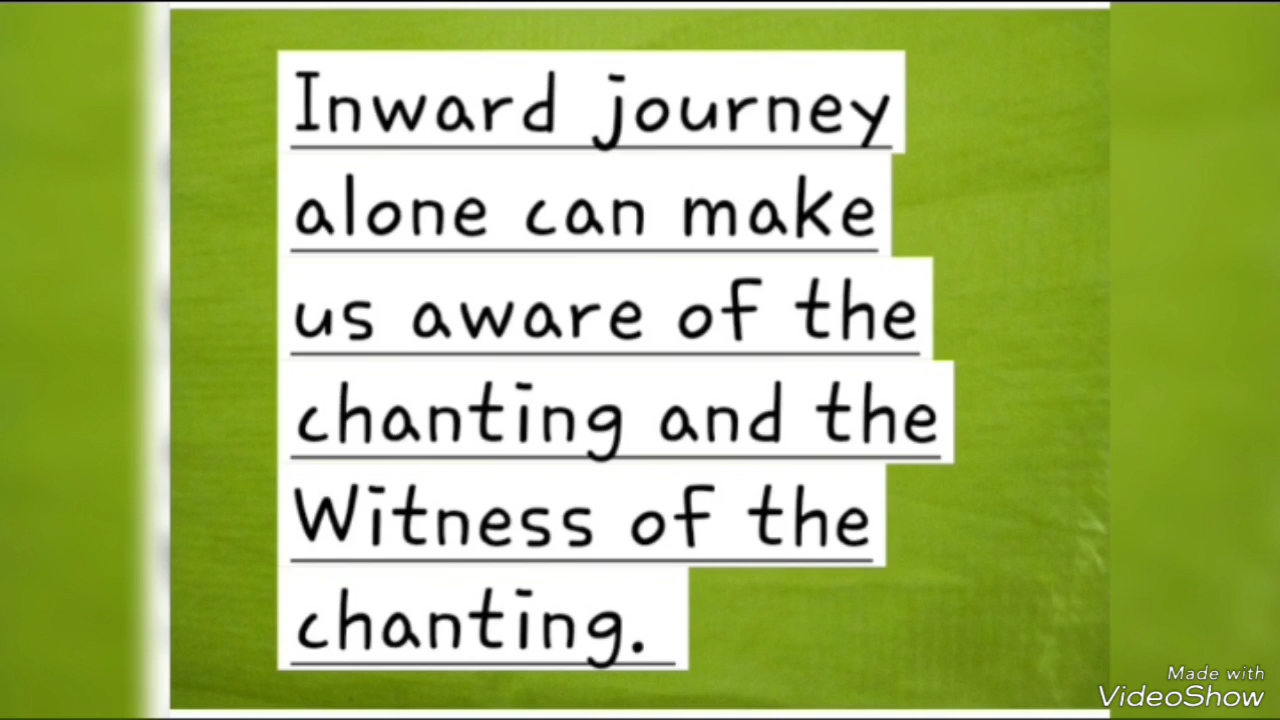 Inward journey
alone can make
us aware of the
chanting and the
Witness of the
chanting.
Made with
VideoShow